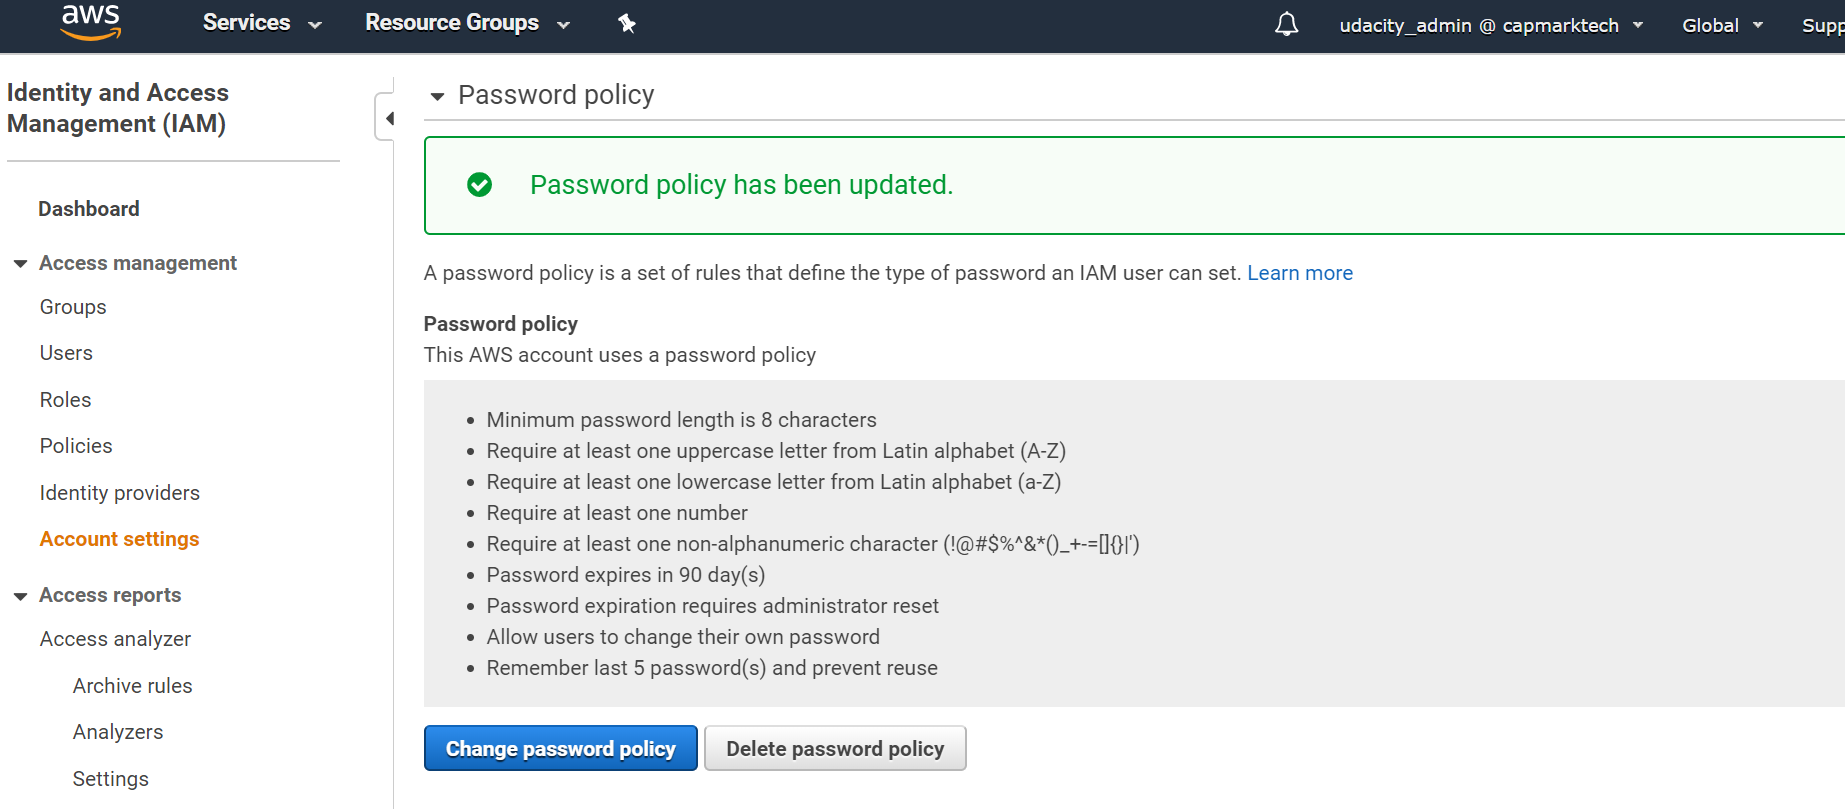 aws Services Resource Groups udacity_admin @ capmarktech Global Supp
Identity and Access
Management (IAM)
Dashboard
Access management
Groups
Users
Roles
Policies
Identity providers
Account settings
Access reports
Access analyzer
Archive rules
Analyzers
Settings
Password policy
Password policy has been updated.
A password policy is a set of rules that define the type of password an IAM user can set. Learn more
Password policy
This AWS account uses a password policy
• Minimum password length is 8 characters
• Require at least one uppercase letter from Latin alphabet (A-Z)
• Require at least one lowercase letter from Latin alphabet (a-Z)
• Require at least one number
• Require at least one non-alphanumeric character (!@#$%^&*()_+-=[]{}|')
• Password expires in 90 day(s)
• Password expiration requires administrator reset
• Allow users to change their own password
• Remember last 5 password(s) and prevent reuse
Change password policy Delete password policy